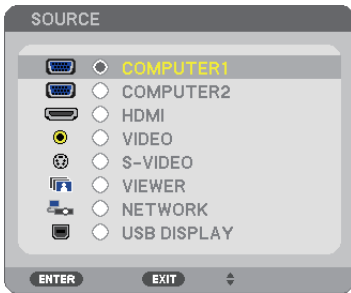 SOURCE
COMPUTER1
COMPUTER2
HDMI
VIDEO
S-VIDEO
VIEWER
NETWORK
USB DISPLAY
ENTER EXIT